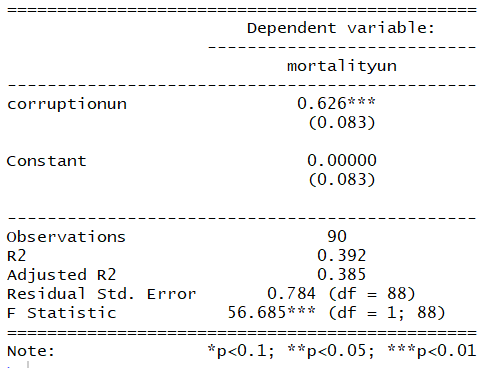 ===============================================
Dependent variable:
---------------------------
mortalityun
-----------------------------------------------
corruptionun 0.626***
(0.083)
Constant 0.00000
(0.083)
-----------------------------------------------
Observations 90
R2 0.392
Adjusted R2 0.385
Residual Std. Error 0.784 (df = 88)
F Statistic 56.685*** (df = 1; 88)
===============================================
Note: *p<0.1; **p<0.05; ***p<0.01